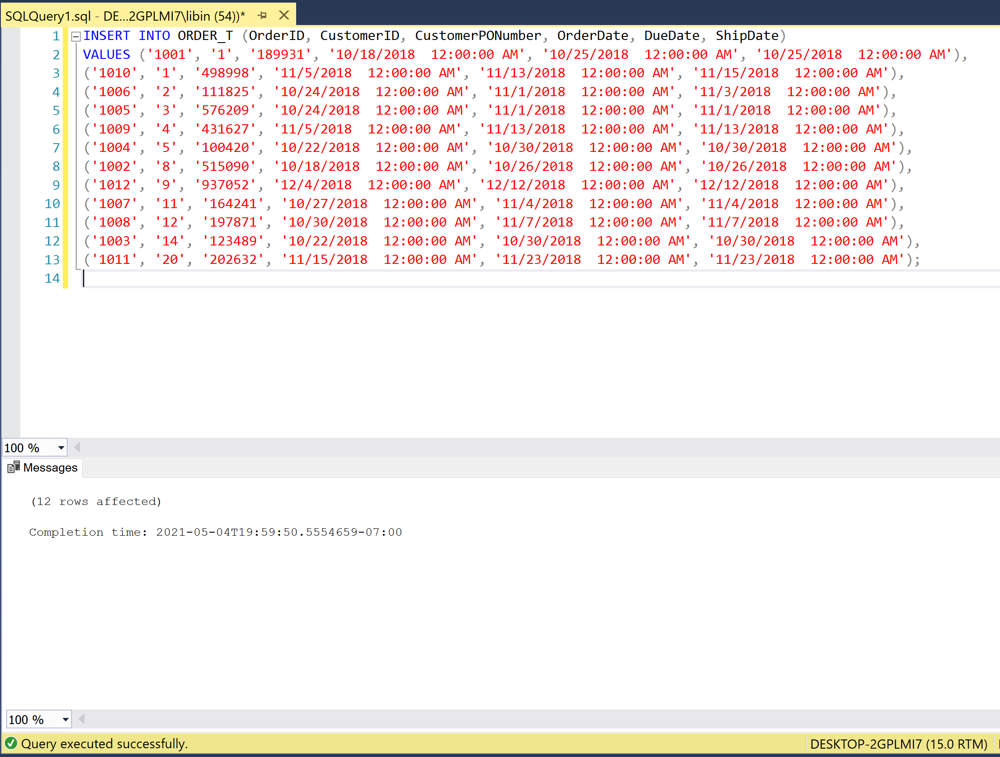 SQLQuery1.sql - DE...2GPLMI7\libin (54))*
1 INSERT INTO ORDER_T (OrderID, CustomerID, CustomerPONumber, OrderDate, DueDate, ShipDate)
2 VALUES ('1001', '1', '189931', '10/18/2018  12:00:00 AM', '10/25/2018  12:00:00 AM', '10/25/2018  12:00:00 AM'),
3 ('1010', '1', '498998', '11/5/2018  12:00:00 AM', '11/13/2018  12:00:00 AM', '11/15/2018  12:00:00 AM'),
4 ('1006', '2', '111825', '10/24/2018  12:00:00 AM', '11/1/2018  12:00:00 AM', '11/3/2018  12:00:00 AM'),
5 ('1005', '3', '576209', '10/24/2018  12:00:00 AM', '11/1/2018  12:00:00 AM', '11/1/2018  12:00:00 AM'),
6 ('1009', '4', '431627', '11/5/2018  12:00:00 AM', '11/13/2018  12:00:00 AM', '11/13/2018  12:00:00 AM'),
7 ('1004', '5', '100420', '10/22/2018  12:00:00 AM', '10/30/2018  12:00:00 AM', '10/30/2018  12:00:00 AM'),
8 ('1002', '8', '515090', '10/18/2018  12:00:00 AM', '10/26/2018  12:00:00 AM', '10/26/2018  12:00:00 AM'),
9 ('1012', '9', '937052', '12/4/2018  12:00:00 AM', '12/12/2018  12:00:00 AM', '12/12/2018  12:00:00 AM'),
10 ('1007', '11', '164241', '10/27/2018  12:00:00 AM', '11/4/2018  12:00:00 AM', '11/4/2018  12:00:00 AM'),
11 ('1008', '12', '197871', '10/30/2018  12:00:00 AM', '11/7/2018  12:00:00 AM', '11/7/2018  12:00:00 AM'),
12 ('1003', '14', '123489', '10/22/2018  12:00:00 AM', '10/30/2018  12:00:00 AM', '10/30/2018  12:00:00 AM'),
13 ('1011', '20', '202632', '11/15/2018  12:00:00 AM', '11/23/2018  12:00:00 AM', '11/23/2018  12:00:00 AM');
14
100 %
Messages
(12 rows affected)
Completion time: 2021-05-04T19:59:50.5554659-07:00
100 %
Query executed successfully. DESKTOP-2GPLMI7 (15.0 RTM)